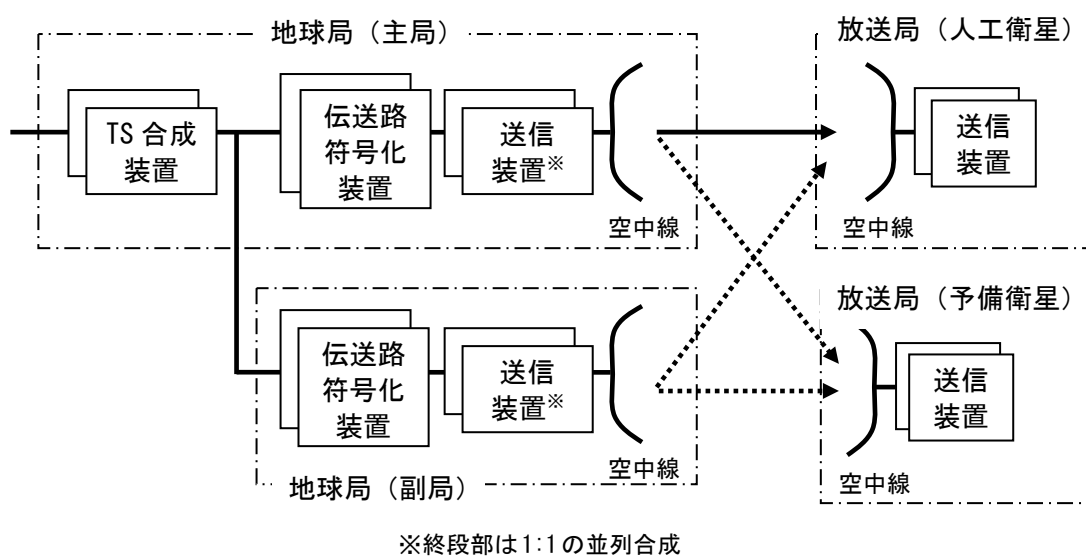 地球局（主局）
放送局（人工衛星）
TS 合成
装置
伝送路
符号化
装置
送信
装置※
空中線
送信
装置
空中線
伝送路
符号化
装置
送信
装置※
空中線
地球局（副局）
放送局（予備衛星）
送信
装置
空中線
※終段部は1:1の並列合成